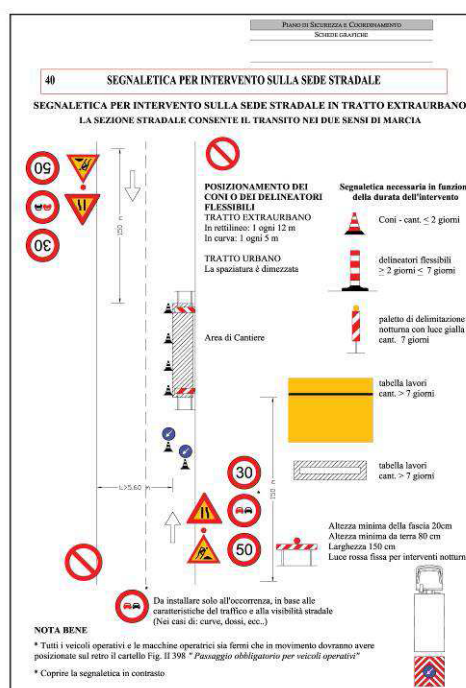 PIANO DI SICUREZZA E COORDINAMENTO
SCHEDE GRAFICHE
40 SEGNALETICA PER INTERVENTO SULLA SEDE STRADALE
SEGNALETICA PER INTERVENTO SULLA SEDE STRADALE IN TRATTO EXTRAURBANO
LA SEZIONE STRADALE CONSENTE IL TRANSITO NEI DUE SENSI DI MARCIA
50
30
150 m
POSIZIONAMENTO DEI
CONI O DEI DELINEATORI
FLESSIBILI
TRATTO EXTRAURBANO
In rettilineo: 1 ogni 12 m
In curva: 1 ogni 5 m
TRATTO URBANO
La spaziatura è dimezzata
Segnaletica necessaria in funzion
della durata dell'intervento
Coni - cant. ≤ 2 giorni
delineatori flessibili
≥ 2 giorni ≤ 7 giorni
paletto di delimitazione
notturna con luce gialla
cant. 7 giorni
Area di Cantiere
tabella lavori
cant. > 7 giorni
tabella lavori
cant. > 7 giorni
L>5.60 m
150 m
30
*
50
Altezza minima della fascia 20cm
Altezza minima da terra 80 cm
Larghezza 150 cm
Luce rossa fissa per interventi notturn
*
Da installare solo all'occorrenza, in base alle
caratteristiche del traffico e alla visibilità stradale
(Nei casi di: curve, dossi, ecc..)
NOTA BENE
* Tutti i veicoli operativi e le macchine operatrici sia fermi che in movimento dovranno avere
posizionate sul retro il cartello Fig. II 398 " Passaggio obbligatorio per veicoli operativi"
* Coprire la segnaletica in contrasto